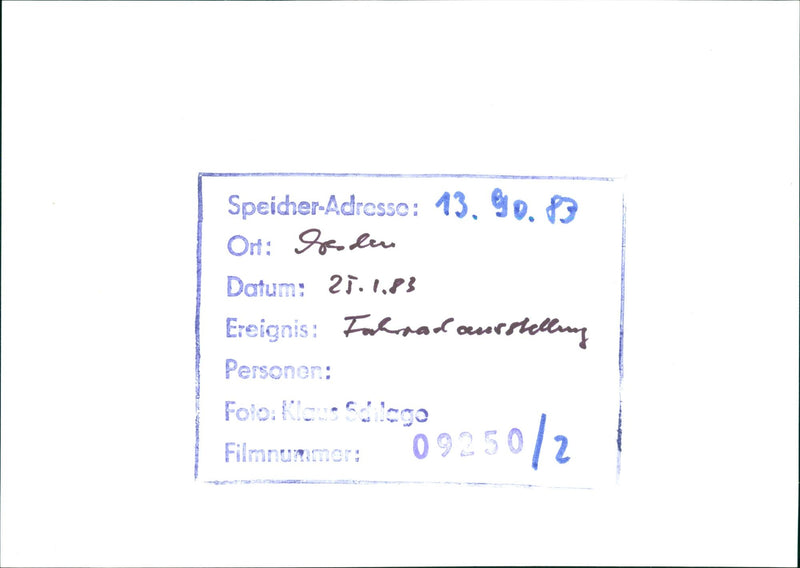 Speicher-Adresse: 13. 90. 83
Ort:
Datum: 25.1.83
Ereignis: Fahrradausstellung
Personen:
Foto: Klaus Schlage
Filmnummer: 09250/2